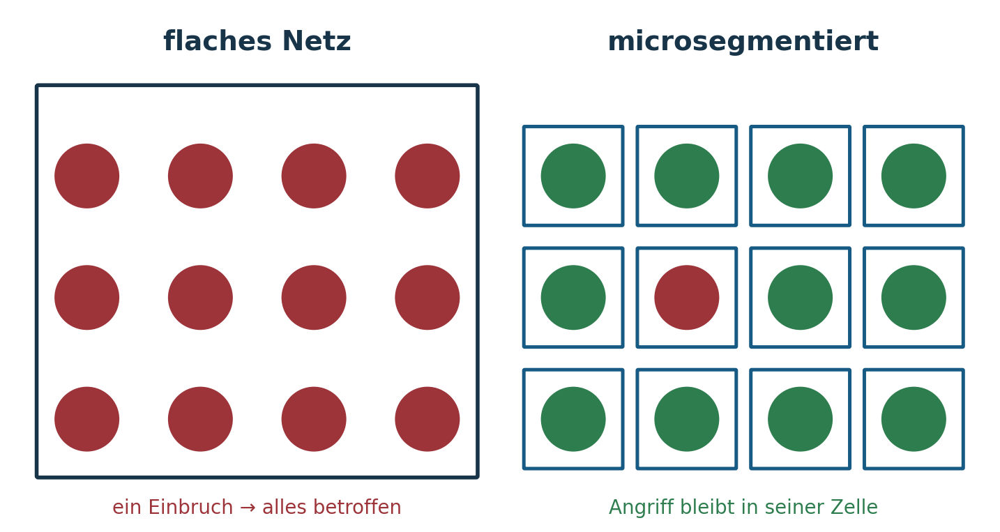 flaches Netz
microsegmentiert
ein Einbruch → alles betroffen
Angriff bleibt in seiner Zelle